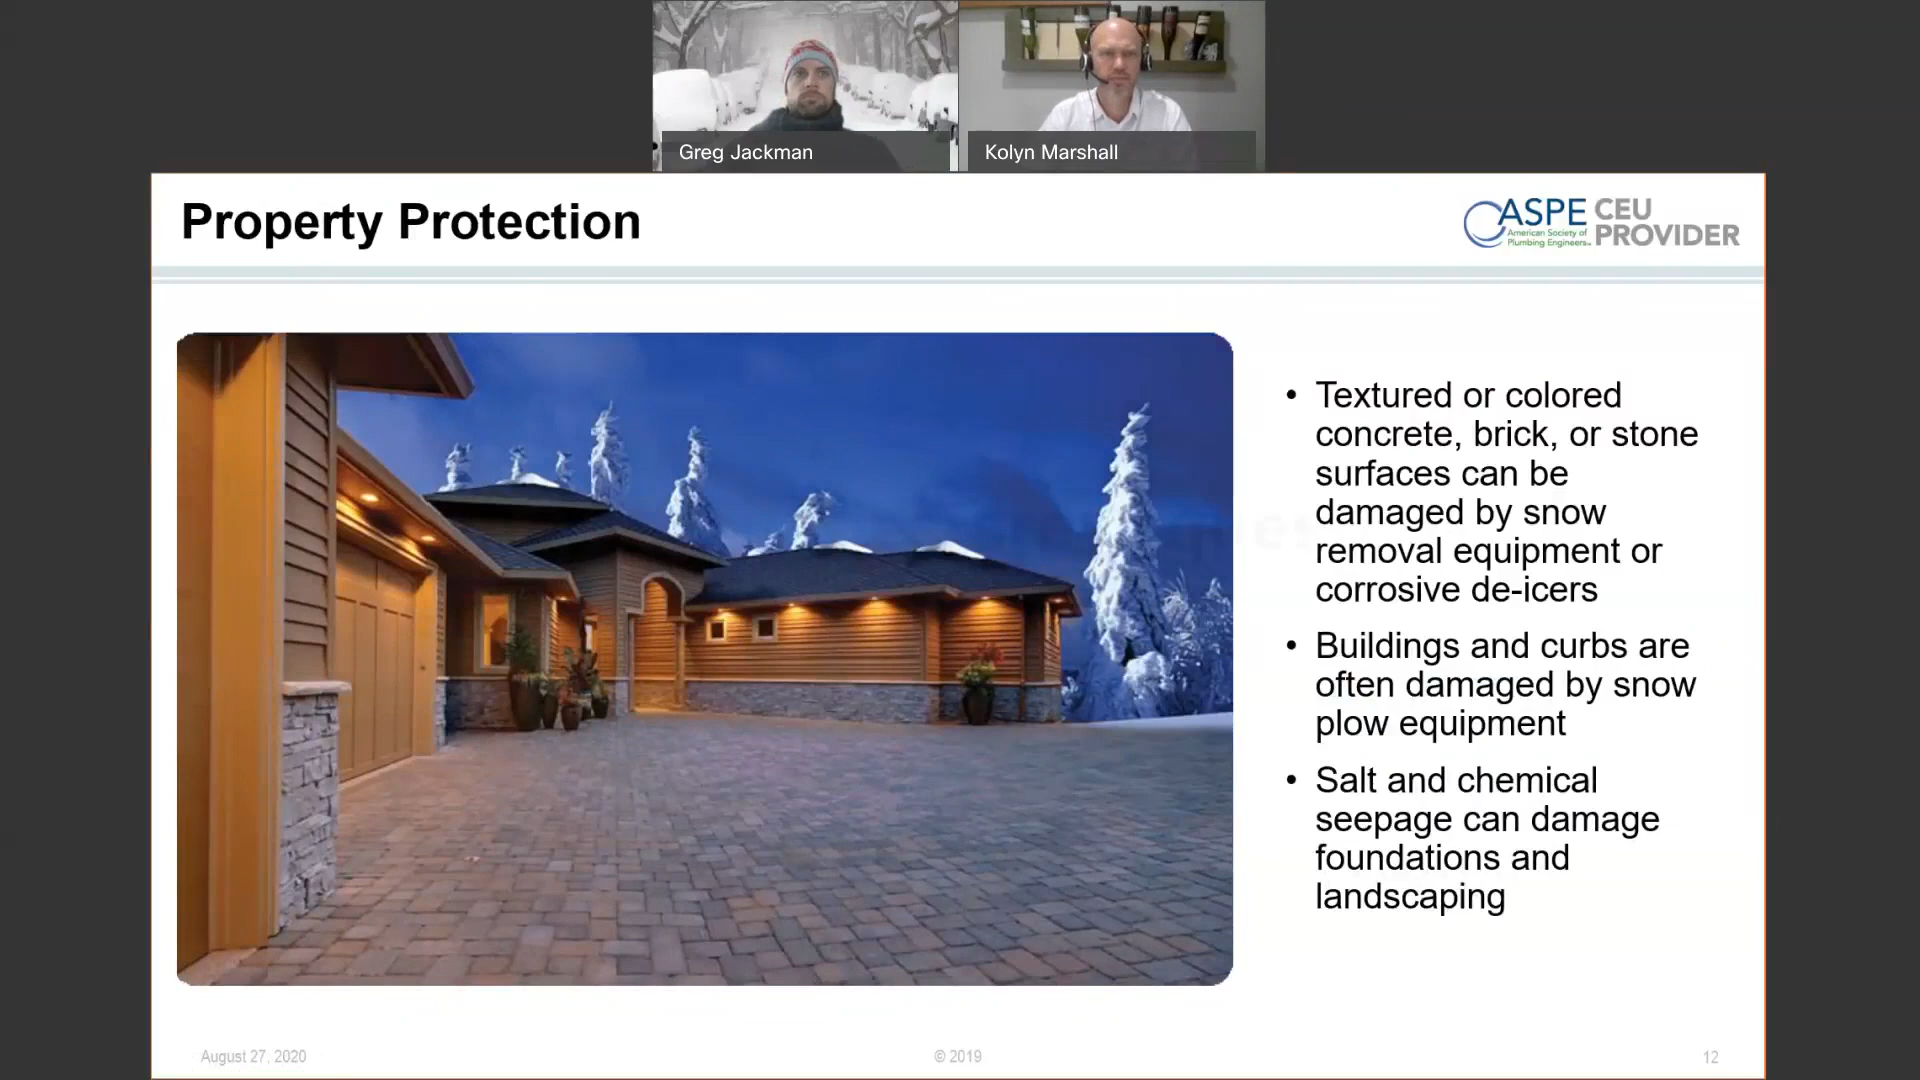 Greg Jackman
Kolyn Marshall
Property Protection
ASPE CEU
American Society of
Plumbing Engineers
PROVIDER
• Textured or colored
concrete, brick, or stone
surfaces can be
damaged by snow
removal equipment or
corrosive de-icers
• Buildings and curbs are
often damaged by snow
plow equipment
• Salt and chemical
seepage can damage
foundations and
landscaping
August 27, 2020
© 2019
12